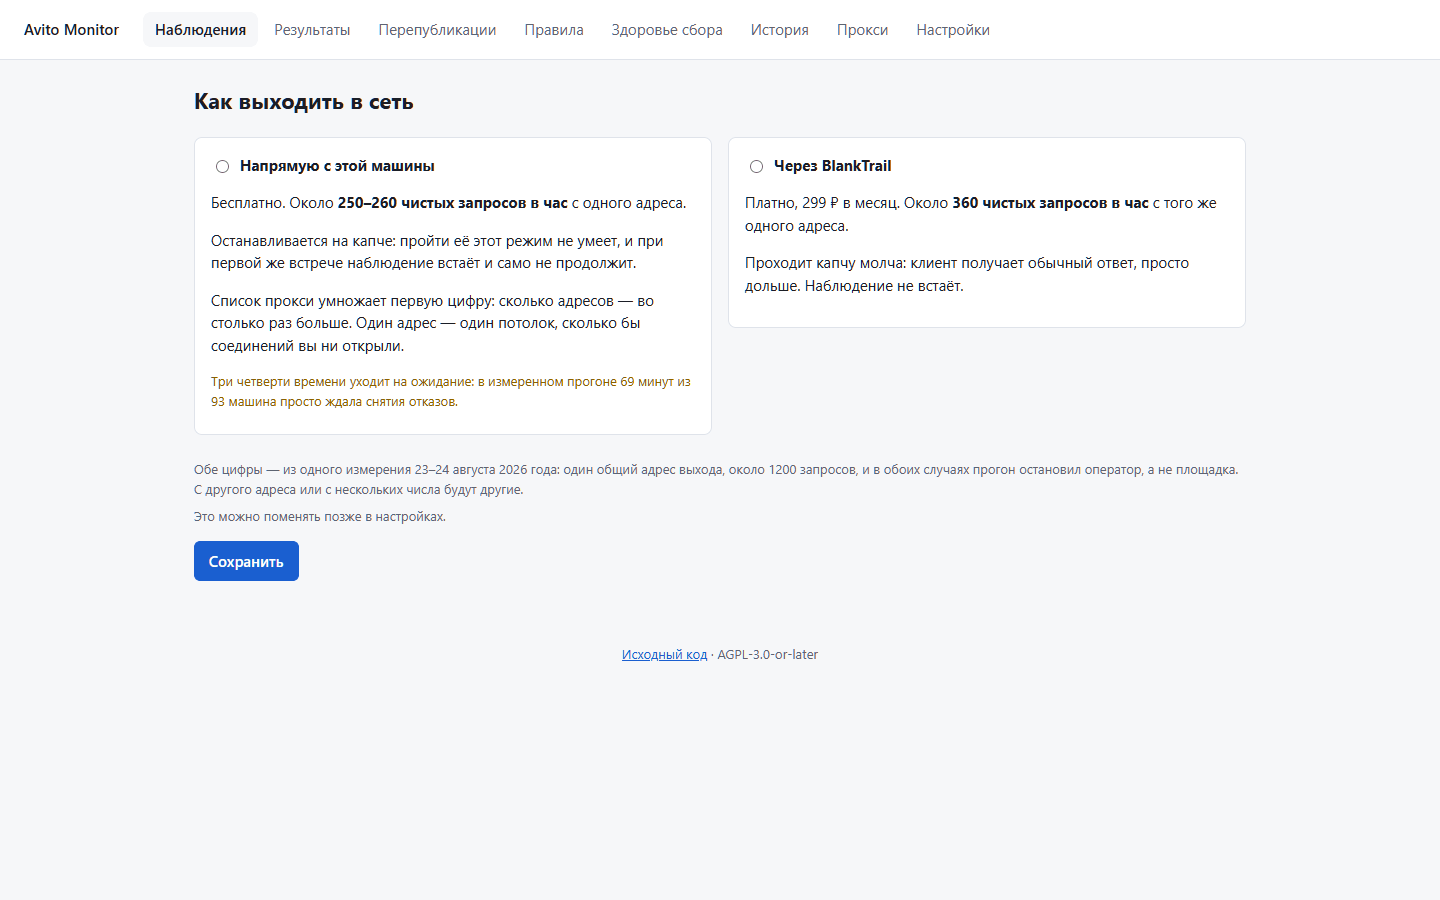 Avito Monitor
Наблюдения
Результаты
Перепубликации
Правила
Здоровье сбора
История
Прокси
Настройки
Как выходить в сеть
Напрямую с этой машины
Бесплатно. Около 250–260 чистых запросов в час с одного адреса.
Останавливается на капче: пройти её этот режим не умеет, и при
первой же встрече наблюдение встаёт и само не продолжит.
Список прокси умножает первую цифру: сколько адресов — во
столько раз больше. Один адрес — один потолок, сколько бы
соединений вы ни открыли.
Три четверти времени уходит на ожидание: в измеренном прогоне 69 минут из
93 машина просто ждала снятия отказов.
Через BlankTrail
Платно, 299 ₽ в месяц. Около 360 чистых запросов в час с того же
одного адреса.
Проходит капчу молча: клиент получает обычный ответ, просто
дольше. Наблюдение не встаёт.
Обе цифры — из одного измерения 23–24 августа 2026 года: один общий адрес выхода, около 1200 запросов, и в обоих случаях прогон остановил оператор, а не площадка.
С другого адреса или с нескольких числа будут другие.
Это можно поменять позже в настройках.
Сохранить
Исходный код · AGPL-3.0-or-later